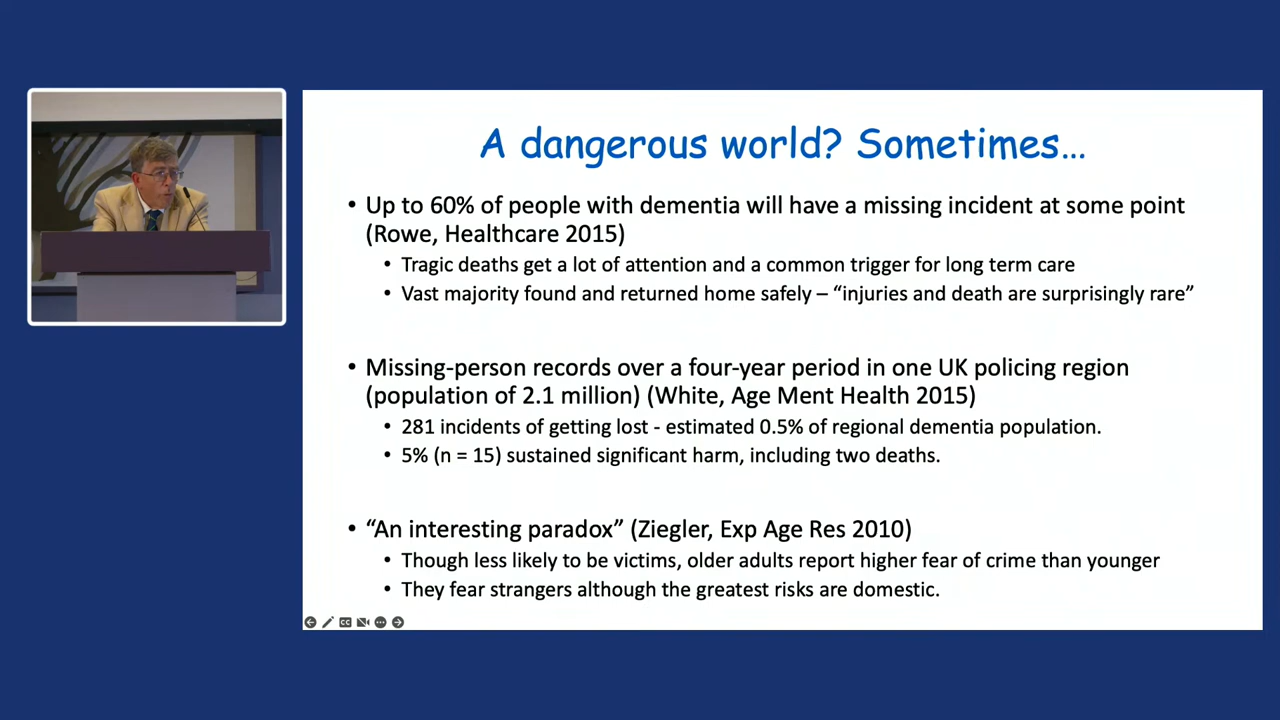 A dangerous world? Sometimes…
• Up to 60% of people with dementia will have a missing incident at some point
(Rowe, Healthcare 2015)
• Tragic deaths get a lot of attention and a common trigger for long term care
• Vast majority found and returned home safely – “injuries and death are surprisingly rare”
• Missing-person records over a four-year period in one UK policing region
(population of 2.1 million) (White, Age Ment Health 2015)
• 281 incidents of getting lost - estimated 0.5% of regional dementia population.
• 5% (n = 15) sustained significant harm, including two deaths.
• “An interesting paradox” (Ziegler, Exp Age Res 2010)
• Though less likely to be victims, older adults report higher fear of crime than younger
• They fear strangers although the greatest risks are domestic.